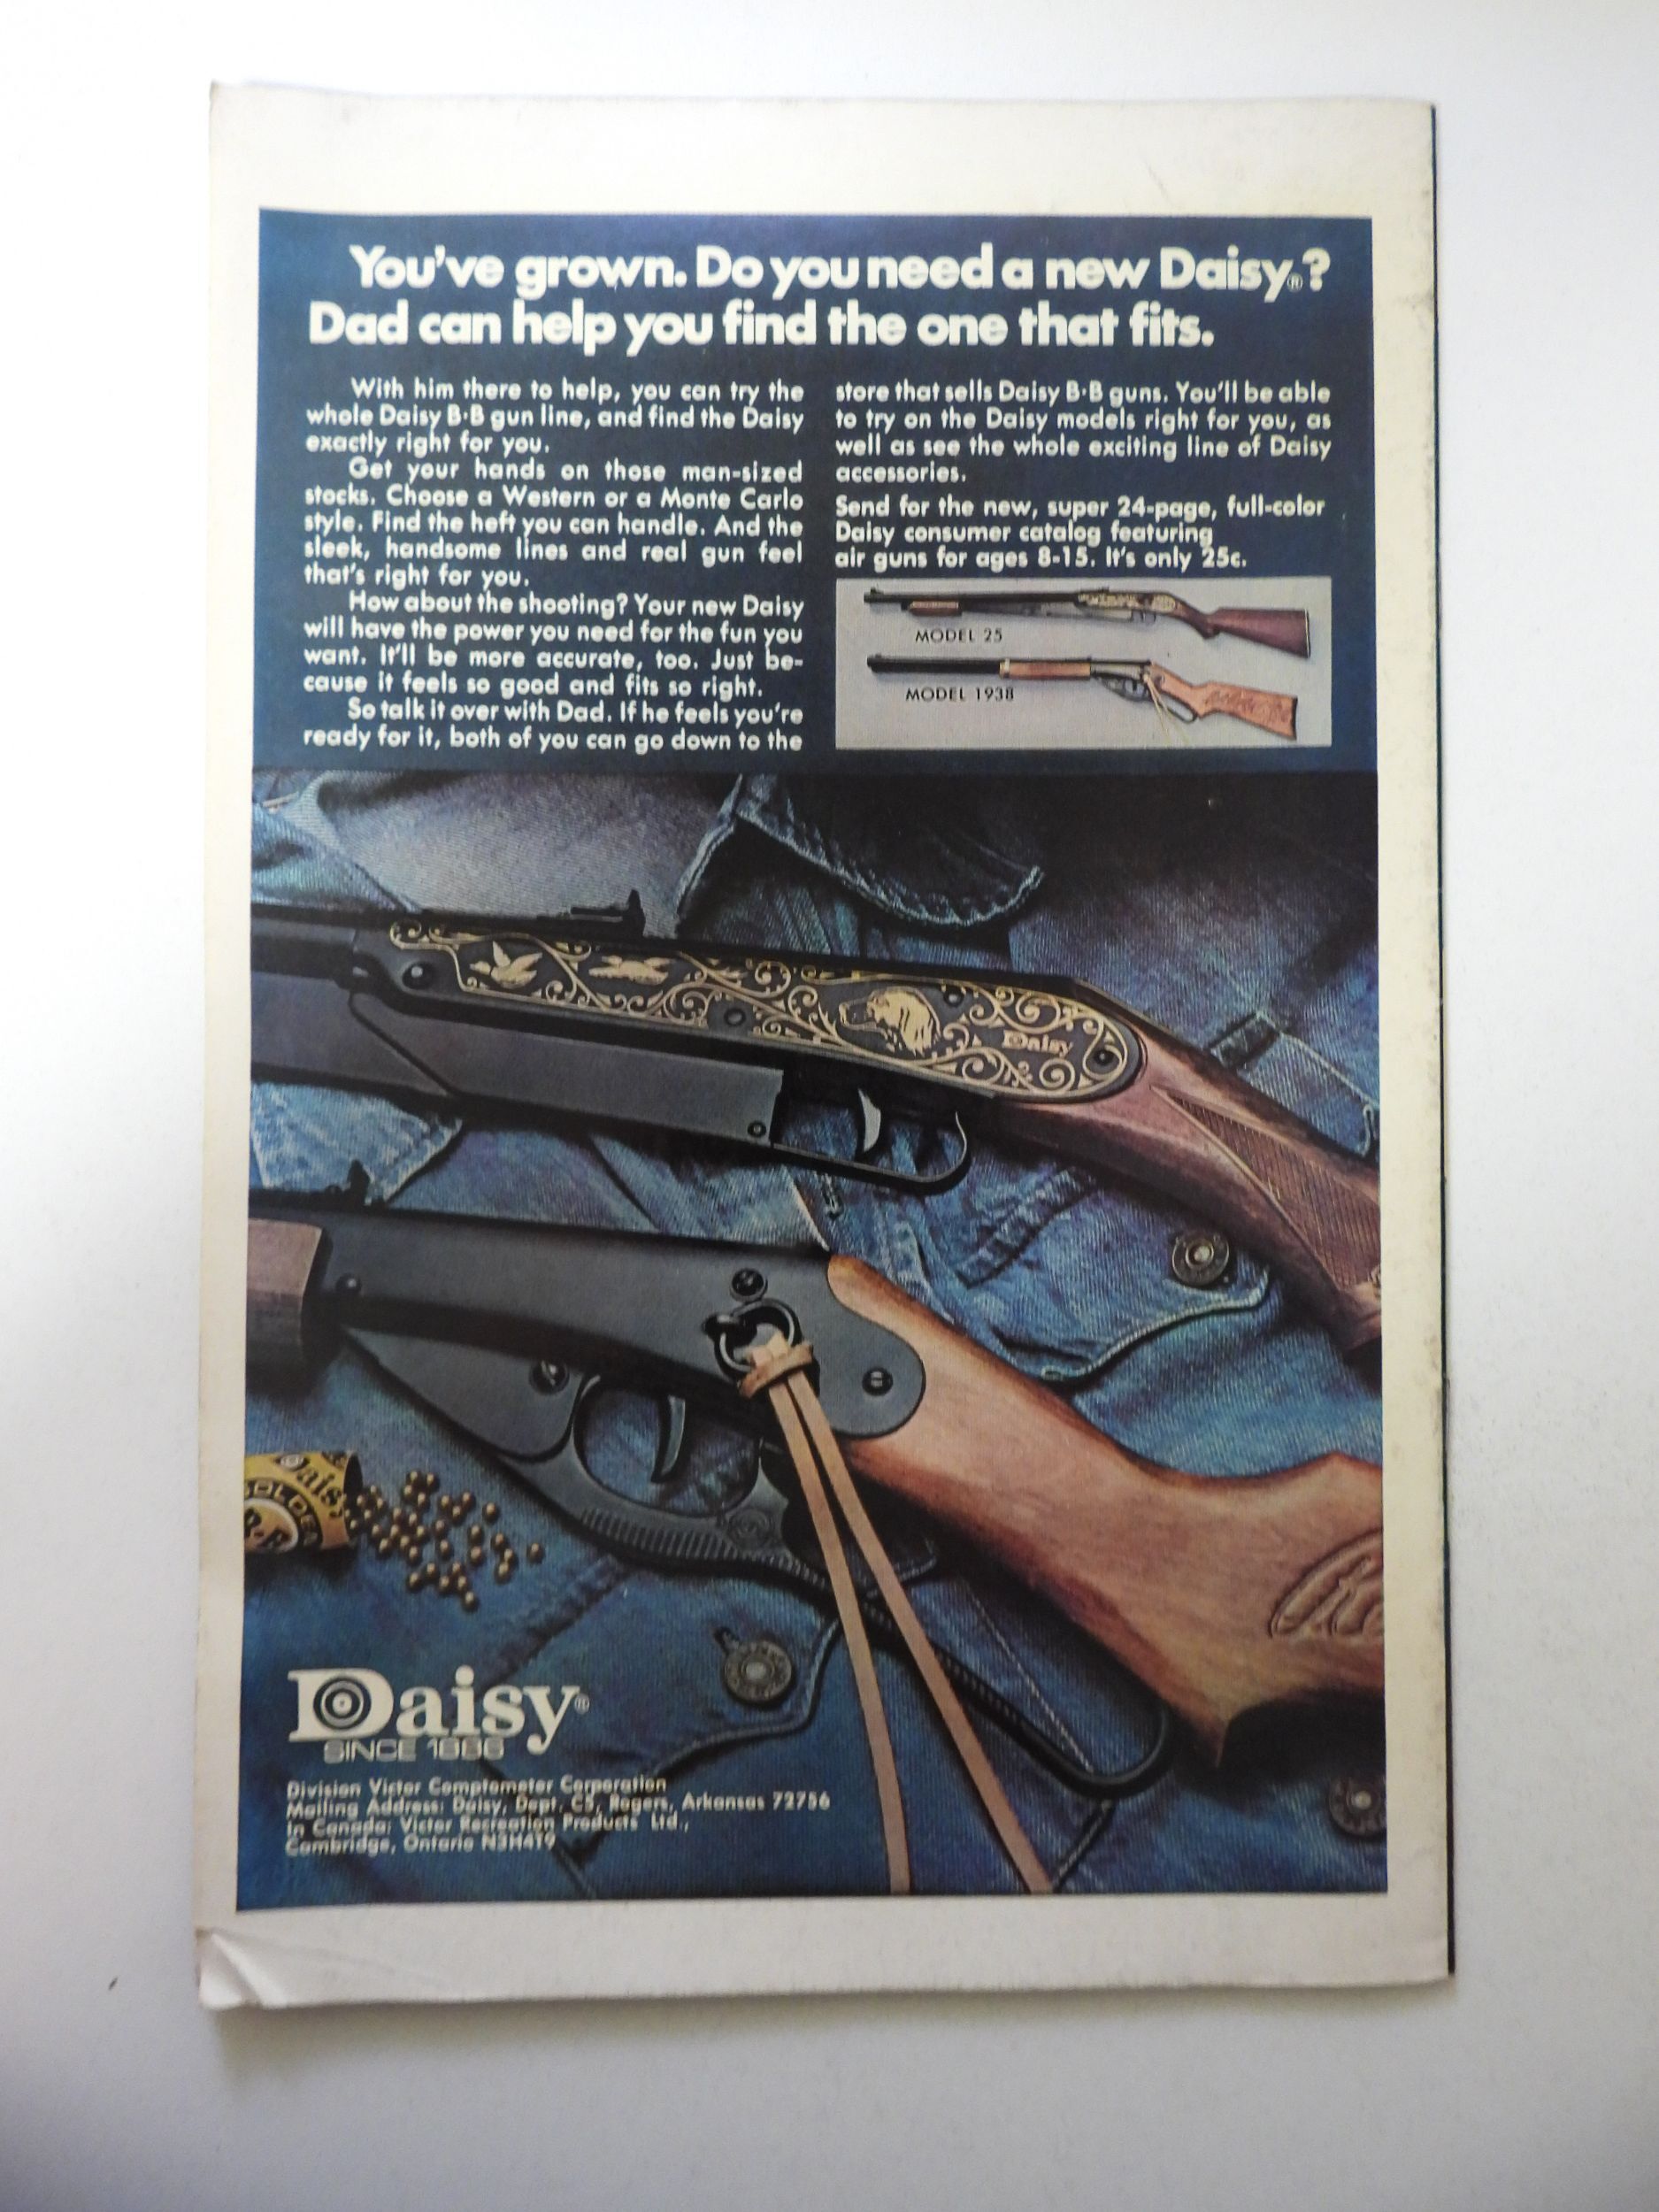 You've grown. Do you need a new Daisy®?
Dad can help you find the one that fits.
With him there to help, you can try the
whole Daisy B·B gun line, and find the Daisy
exactly right for you.
Get your hands on those man-sized
stocks. Choose a Western or a Monte Carlo
style. Find the heft you can handle. And the
sleek, handsome lines and real gun feel
that's right for you.
How about the shooting? Your new Daisy
will have the power you need for the fun you
want. It'll be more accurate, too. Just be-
cause it feels so good and fits so right.
So talk it over with Dad. If he feels you're
ready for it, both of you can go down to the
store that sells Daisy B·B guns. You'll be able
to try on the Daisy models right for you, as
well as see the whole exciting line of Daisy
accessories.
Send for the new, super 24-page, full-color
Daisy consumer catalog featuring
air guns for ages 8-15. It's only 25c.
MODEL 25
MODEL 1938
Daisy
Daisy
Daisy®
SINCE 1886
Division Victor Comptometer Corporation
Mailing Address: Daisy, Dept. C5, Rogers, Arkansas 72756
In Canada: Victor Recreation Products Ltd.,
Cambridge, Ontario N3H4T9